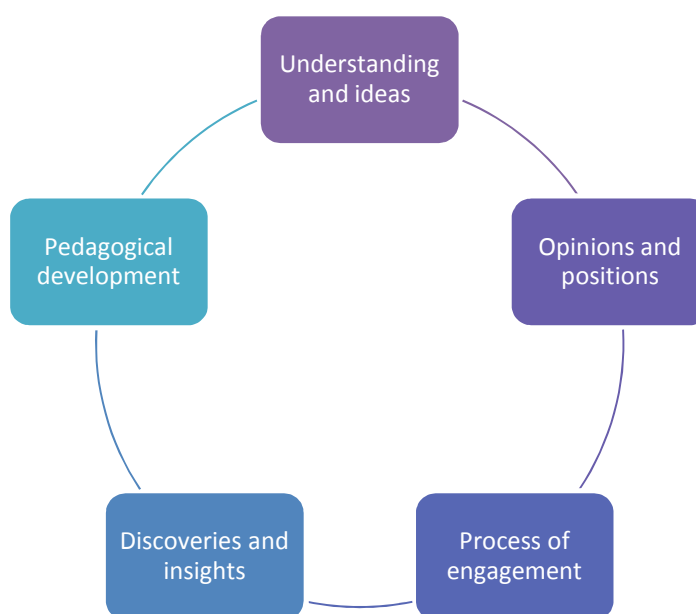 Understanding
and ideas
Opinions and
positions
Process of
engagement
Discoveries and
insights
Pedagogical
development